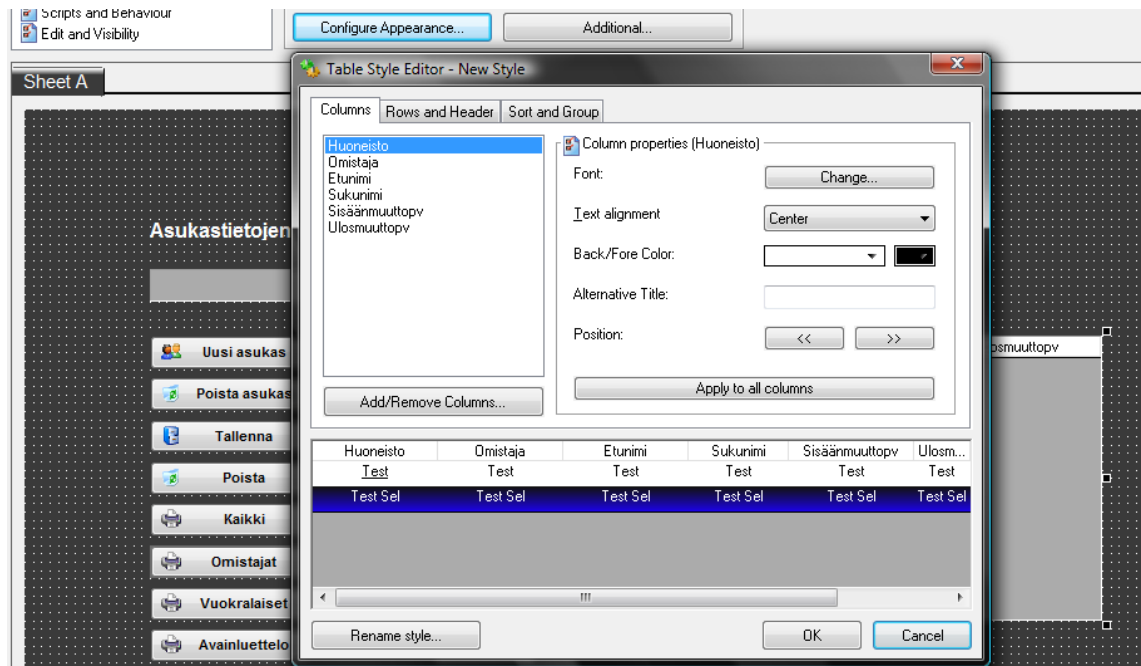 Scripts and Behaviour
Edit and Visibility
Configure Appearance...
Additional...
Sheet A
Table Style Editor - New Style
Columns
Rows and Header
Sort and Group
Huoneisto
Omistaja
Etunimi
Sukunimi
Sisäänmuuttopv
Ulosmuuttopv
Add/Remove Columns...
Column properties (Huoneisto)
Font:
Change...
Text alignment
Center
Back/Fore Color:
Alternative Title:
Position:
<< >>
Apply to all columns
Huoneisto Omistaja Etunimi Sukunimi Sisäänmuuttopv Ulosm...
Test Test Test Test Test Test
Test Sel Test Sel Test Sel Test Sel Test Sel Test Sel
Rename style...
OK
Cancel
Asukastietojen
Uusi asukas
Poista asukas
Tallenna
Poista
Kaikki
Omistajat
Vuokralaiset
Avainluettelo
osmuuttopv